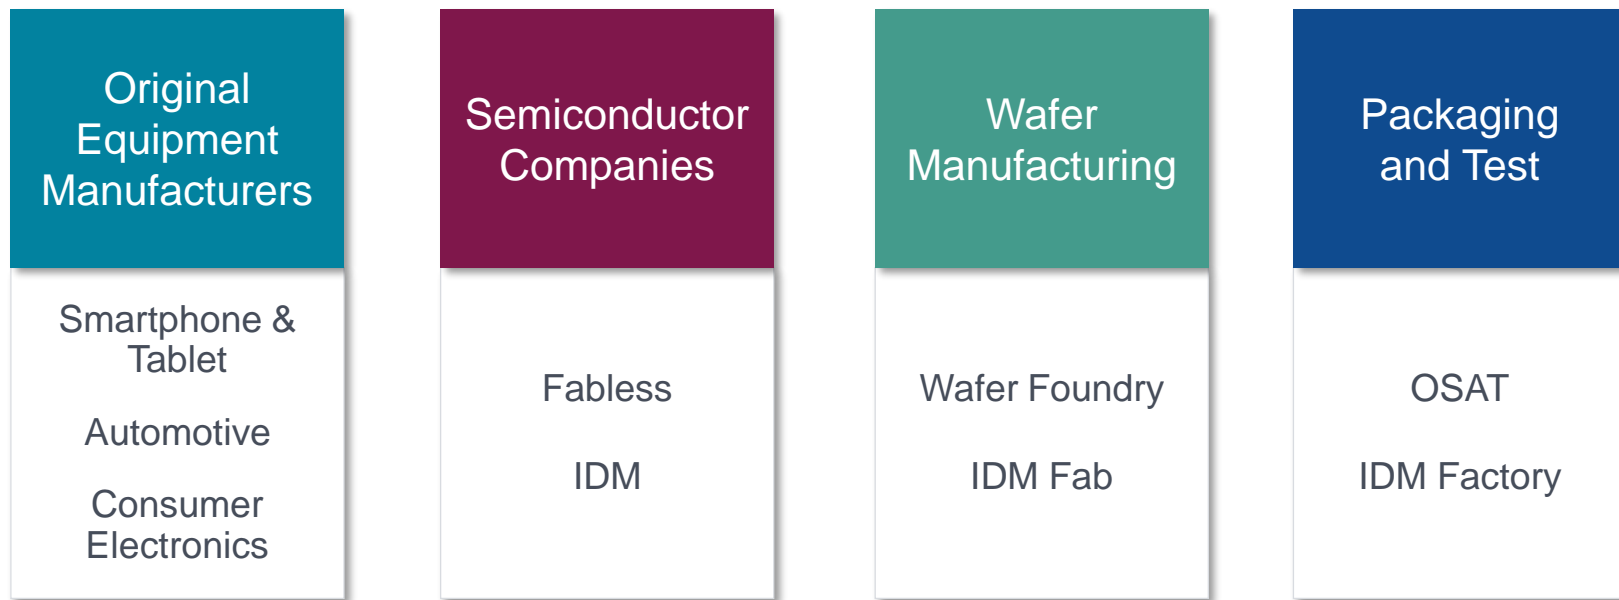 Original
Equipment
Manufacturers
Smartphone &
Tablet
Automotive
Consumer
Electronics
Semiconductor
Companies
Fabless
IDM
Wafer
Manufacturing
Wafer Foundry
IDM Fab
Packaging
and Test
OSAT
IDM Factory